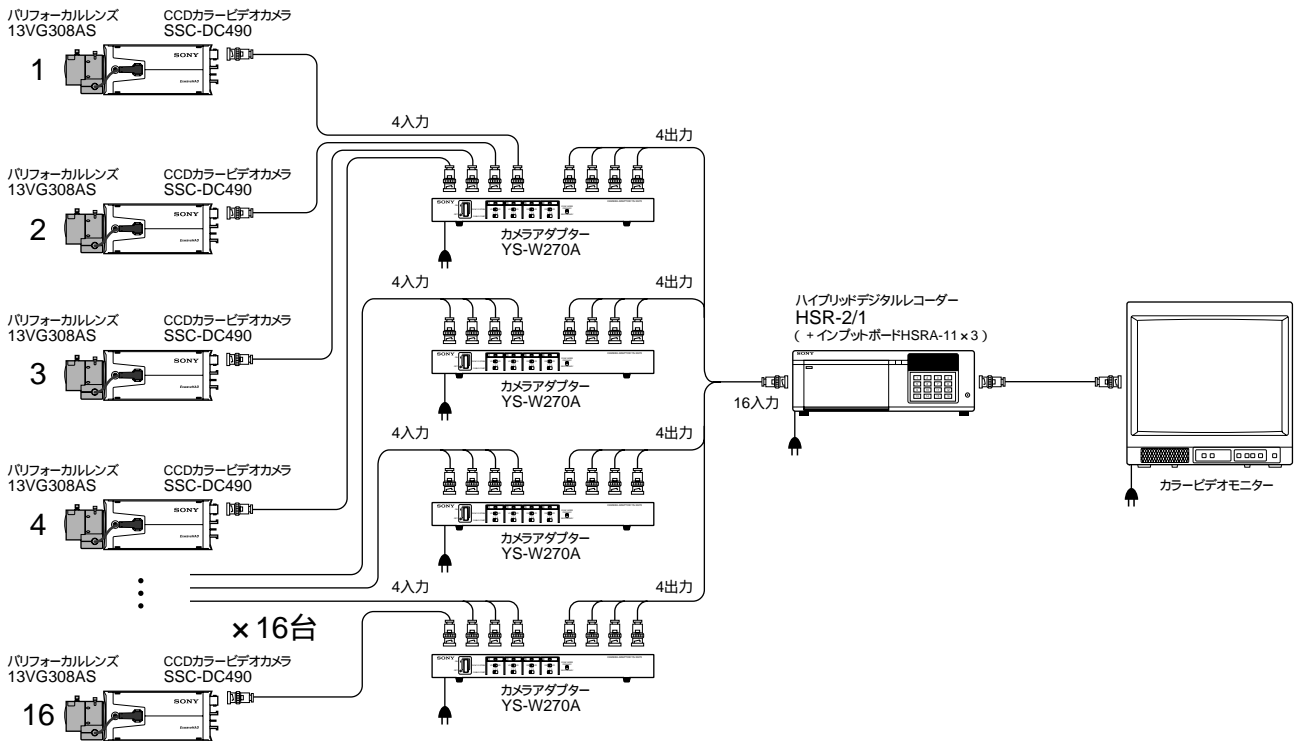 バリフォーカルレンズ
13VG308AS
CCDカラービデオカメラ
SSC-DC490
1
SONY
4入力
4出力
バリフォーカルレンズ
13VG308AS
CCDカラービデオカメラ
SSC-DC490
2
SONY
SONY
カメラアダプター
YS-W270A
4入力
4出力
バリフォーカルレンズ
13VG308AS
CCDカラービデオカメラ
SSC-DC490
3
SONY
カメラアダプター
YS-W270A
ハイブリッドデジタルレコーダー
HSR-2/1
( + インプットボードHSRA-11×3 )
SONY
16入力
カラービデオモニター
4入力
4出力
バリフォーカルレンズ
13VG308AS
CCDカラービデオカメラ
SSC-DC490
4
SONY
SONY
カメラアダプター
YS-W270A
4入力
4出力
×16台
バリフォーカルレンズ
13VG308AS
CCDカラービデオカメラ
SSC-DC490
16
SONY
SONY
カメラアダプター
YS-W270A